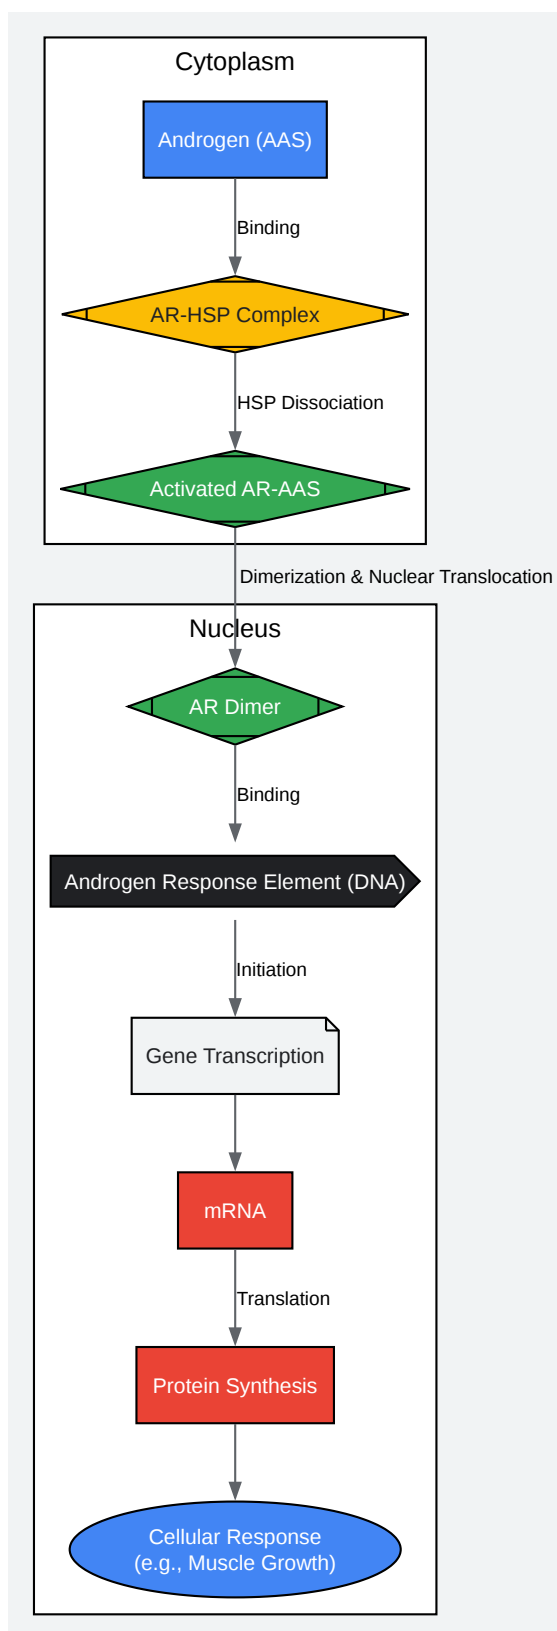 Cytoplasm
Androgen (AAS)
Binding
AR-HSP Complex
HSP Dissociation
Activated AR-AAS
Dimerization & Nuclear Translocation
Nucleus
AR Dimer
Binding
Androgen Response Element (DNA)
Initiation
Gene Transcription
mRNA
Translation
Protein Synthesis
Cellular Response
(e.g., Muscle Growth)